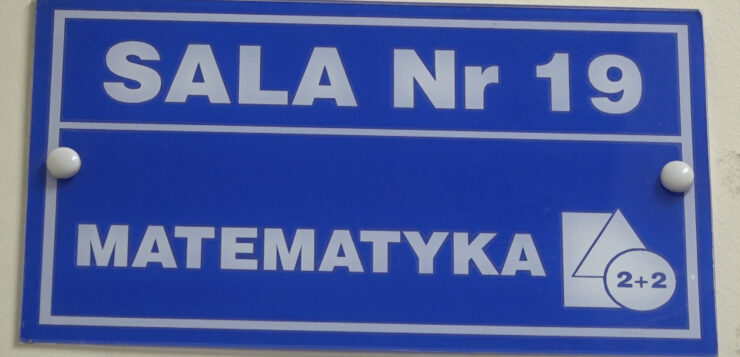 SALA Nr 19
MATEMATYKA
2+2